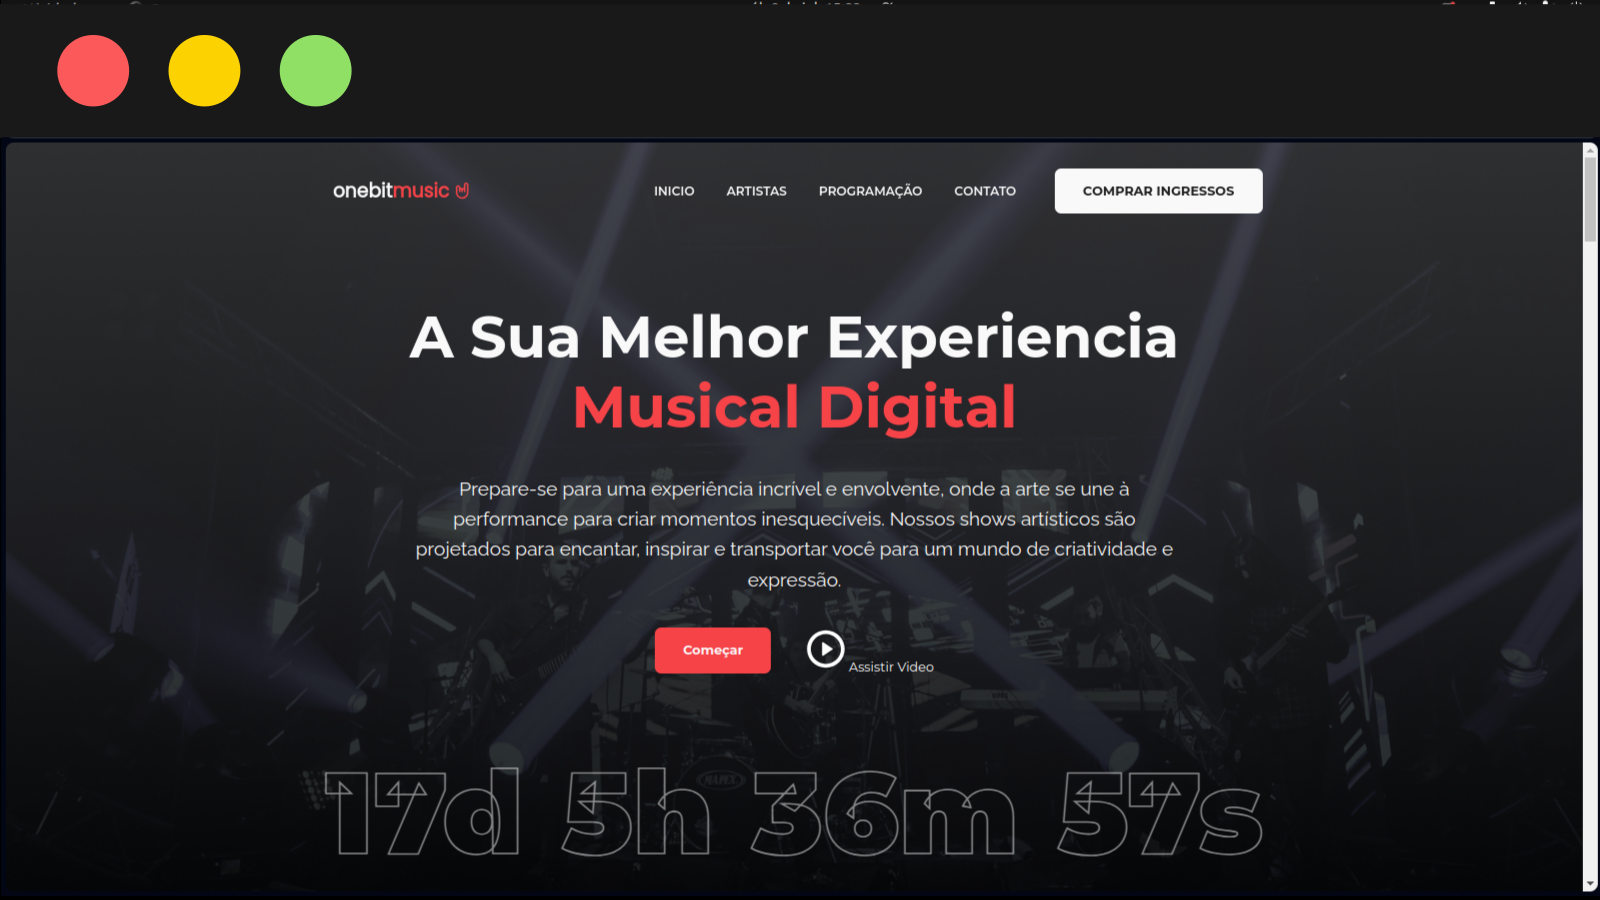 onebitmusic
INICIO
ARTISTAS
PROGRAMAÇÃO
CONTATO
COMPRAR INGRESSOS
A Sua Melhor Experiencia
Musical Digital
Prepare-se para uma experiência incrível e envolvente, onde a arte se une à
performance para criar momentos inesquecíveis. Nossos shows artísticos são
projetados para encantar, inspirar e transportar você para um mundo de criatividade e
expressão.
Começar
Assistir Video
MAPEX
17d 5h 36m 57s